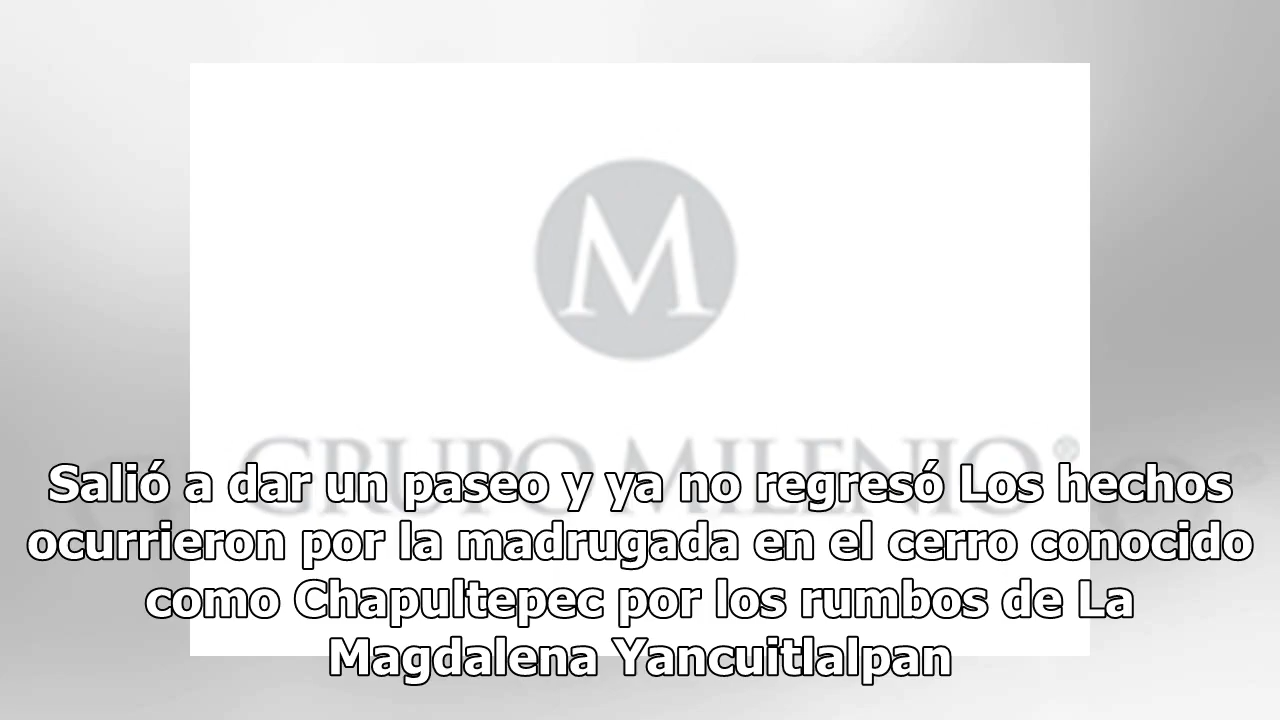 M
GRUPO MILENIO®
Salió a dar un paseo y ya no regresó Los hechos
ocurrieron por la madrugada en el cerro conocido
como Chapultepec por los rumbos de La
Magdalena Yancuitlalpan